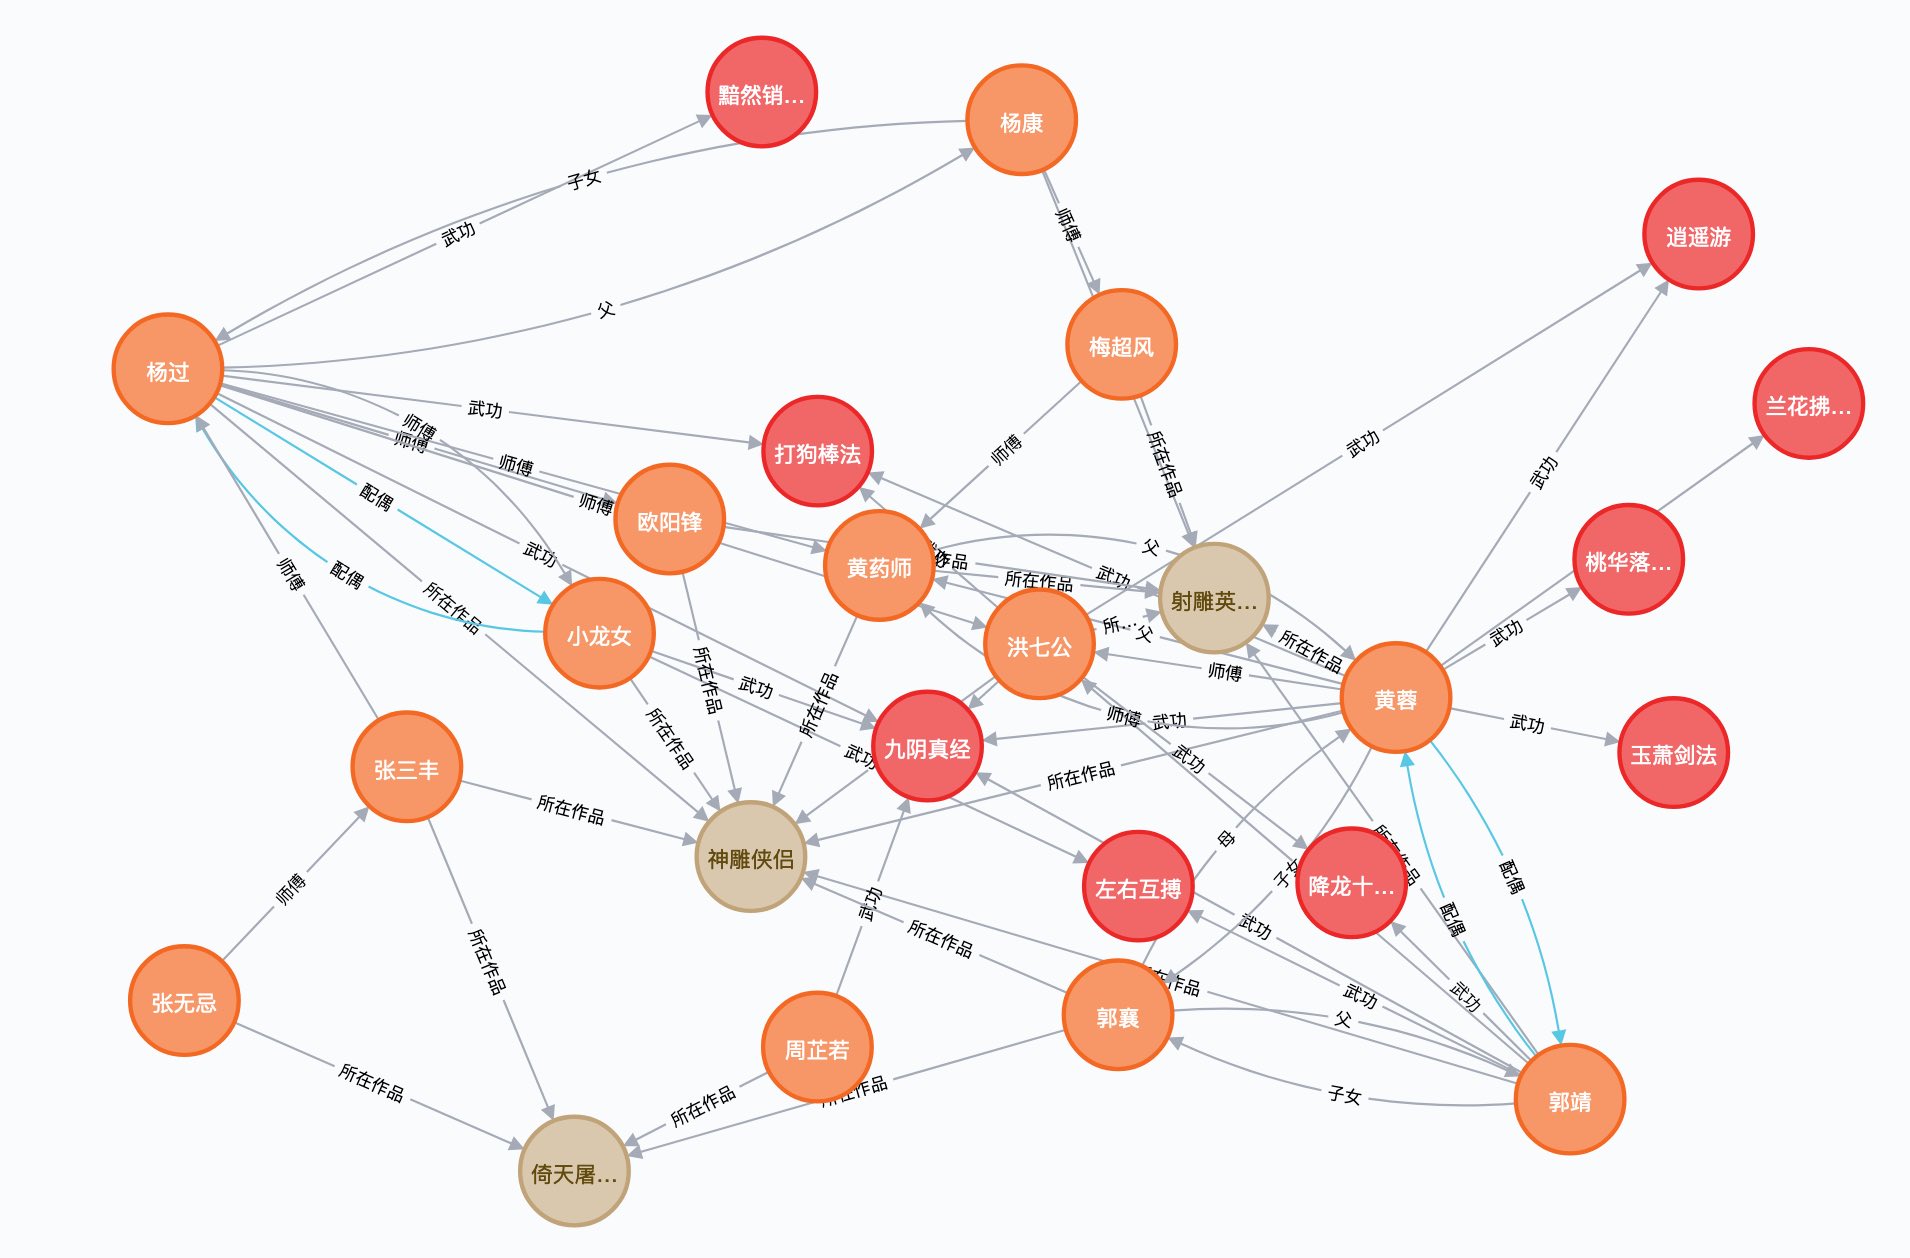 黯然销...
杨康
子女
师傅
武功
逍遥游
父
梅超风
杨过
兰花拂...
武功
师傅
师傅
武功
打狗棒法
师傅
师傅
师傅
所在作品
武功
配偶
欧阳锋
武功
父
桃华落...
黄药师
作品
所在作品
武功
武功
配偶
师傅
所在作品
射雕英...
所...
父
小龙女
洪七公
武功
所在作品
师傅
所在作品
武功
黄蓉
所在作品
所在作品
师傅
武功
武功
玉萧剑法
九阴真经
武功
武功
张三丰
所在作品
所在作品
神雕侠侣
母
子女
所在作品
配偶
左右互搏
降龙十...
师傅
武功
所在作品
武功
配偶
所在作品
在作品
武功
武功
张无忌
郭襄
父
周芷若
所在作品
所在作品
所在作品
子女
郭靖
倚天屠...